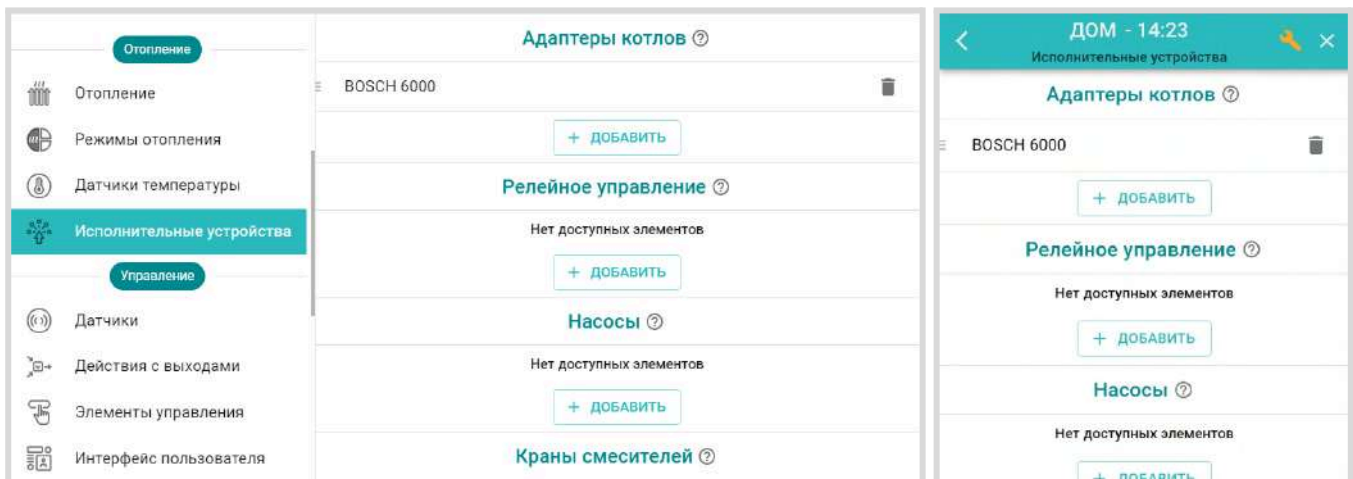 Отопление
Отопление
Режимы отопления
Датчики температуры
Исполнительные устройства
Управление
Датчики
Действия с выходами
Элементы управления
Интерфейс пользователя
Адаптеры котлов ?
BOSCH 6000
+ ДОБАВИТЬ
Релейное управление ?
Нет доступных элементов
+ ДОБАВИТЬ
Насосы ?
Нет доступных элементов
+ ДОБАВИТЬ
Краны смесителей ?
ДОМ - 14:23
Исполнительные устройства
Адаптеры котлов ?
BOSCH 6000
+ ДОБАВИТЬ
Релейное управление ?
Нет доступных элементов
+ ДОБАВИТЬ
Насосы ?
Нет доступных элементов
+ ДОБАВИТЬ